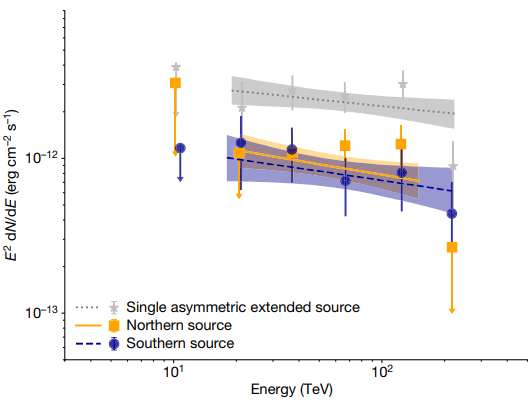 E² dN/dE (erg cm⁻² s⁻¹)
10⁻¹²
10⁻¹³
Single asymmetric extended source
Northern source
Southern source
10¹
10²
Energy (TeV)